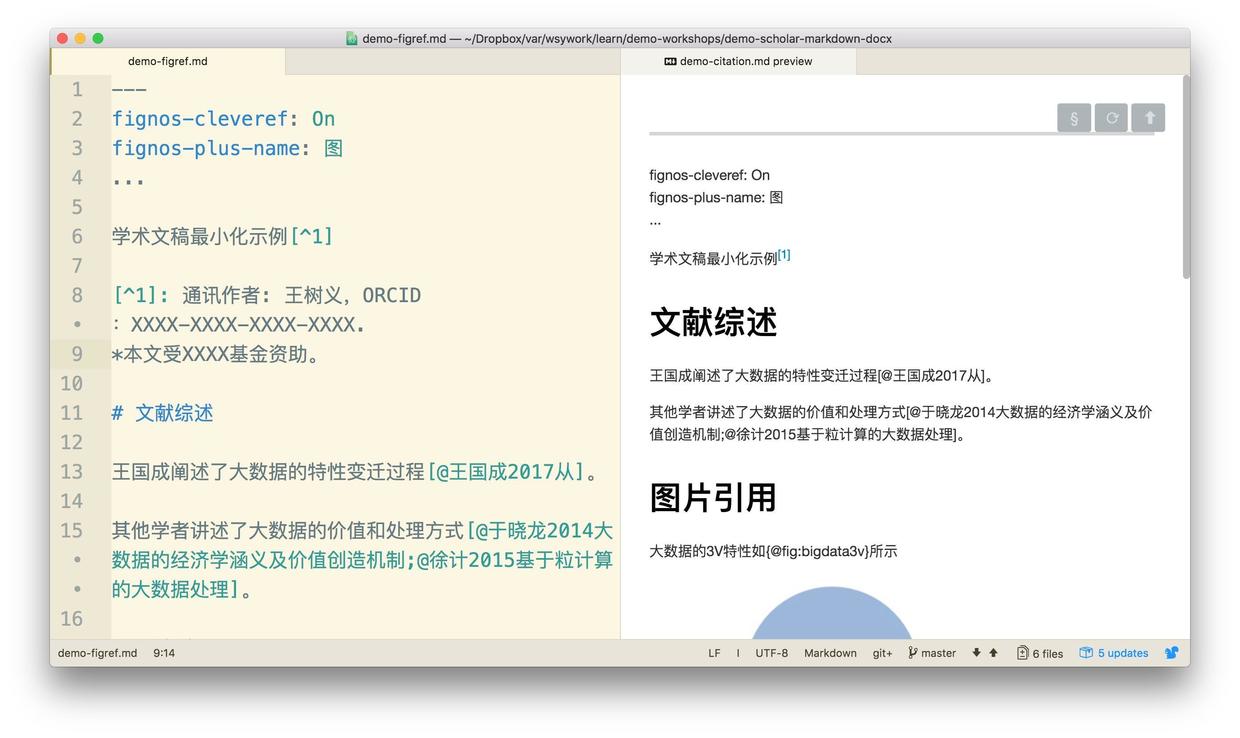 demo-figref.md — ~/Dropbox/var/wsywork/learn/demo-workshops/demo-scholar-markdown-docx
demo-figref.md
demo-citation.md preview
1 ---
2 fignos-cleveref: On
3 fignos-plus-name: 图
4 ...
5
6 学术文稿最小化示例[^1]
7
8 [^1]: 通讯作者: 王树义, ORCID
• : XXXX-XXXX-XXXX-XXXX.
9 *本文受XXXX基金资助。
10
11 # 文献综述
12
13 王国成阐述了大数据的特性变迁过程[@王国成2017从]。
14
15 其他学者讲述了大数据的价值和处理方式[@于晓龙2014大
• 数据的经济学涵义及价值创造机制;@徐计2015基于粒计算
• 的大数据处理]。
16
§
fignos-cleveref: On
fignos-plus-name: 图
...
学术文稿最小化示例[1]
文献综述
王国成阐述了大数据的特性变迁过程[@王国成2017从]。
其他学者讲述了大数据的价值和处理方式[@于晓龙2014大数据的经济学涵义及价
值创造机制;@徐计2015基于粒计算的大数据处理]。
图片引用
大数据的3V特性如{@fig:bigdata3v}所示
demo-figref.md 9:14
LF I UTF-8 Markdown git+ master 6 files 5 updates